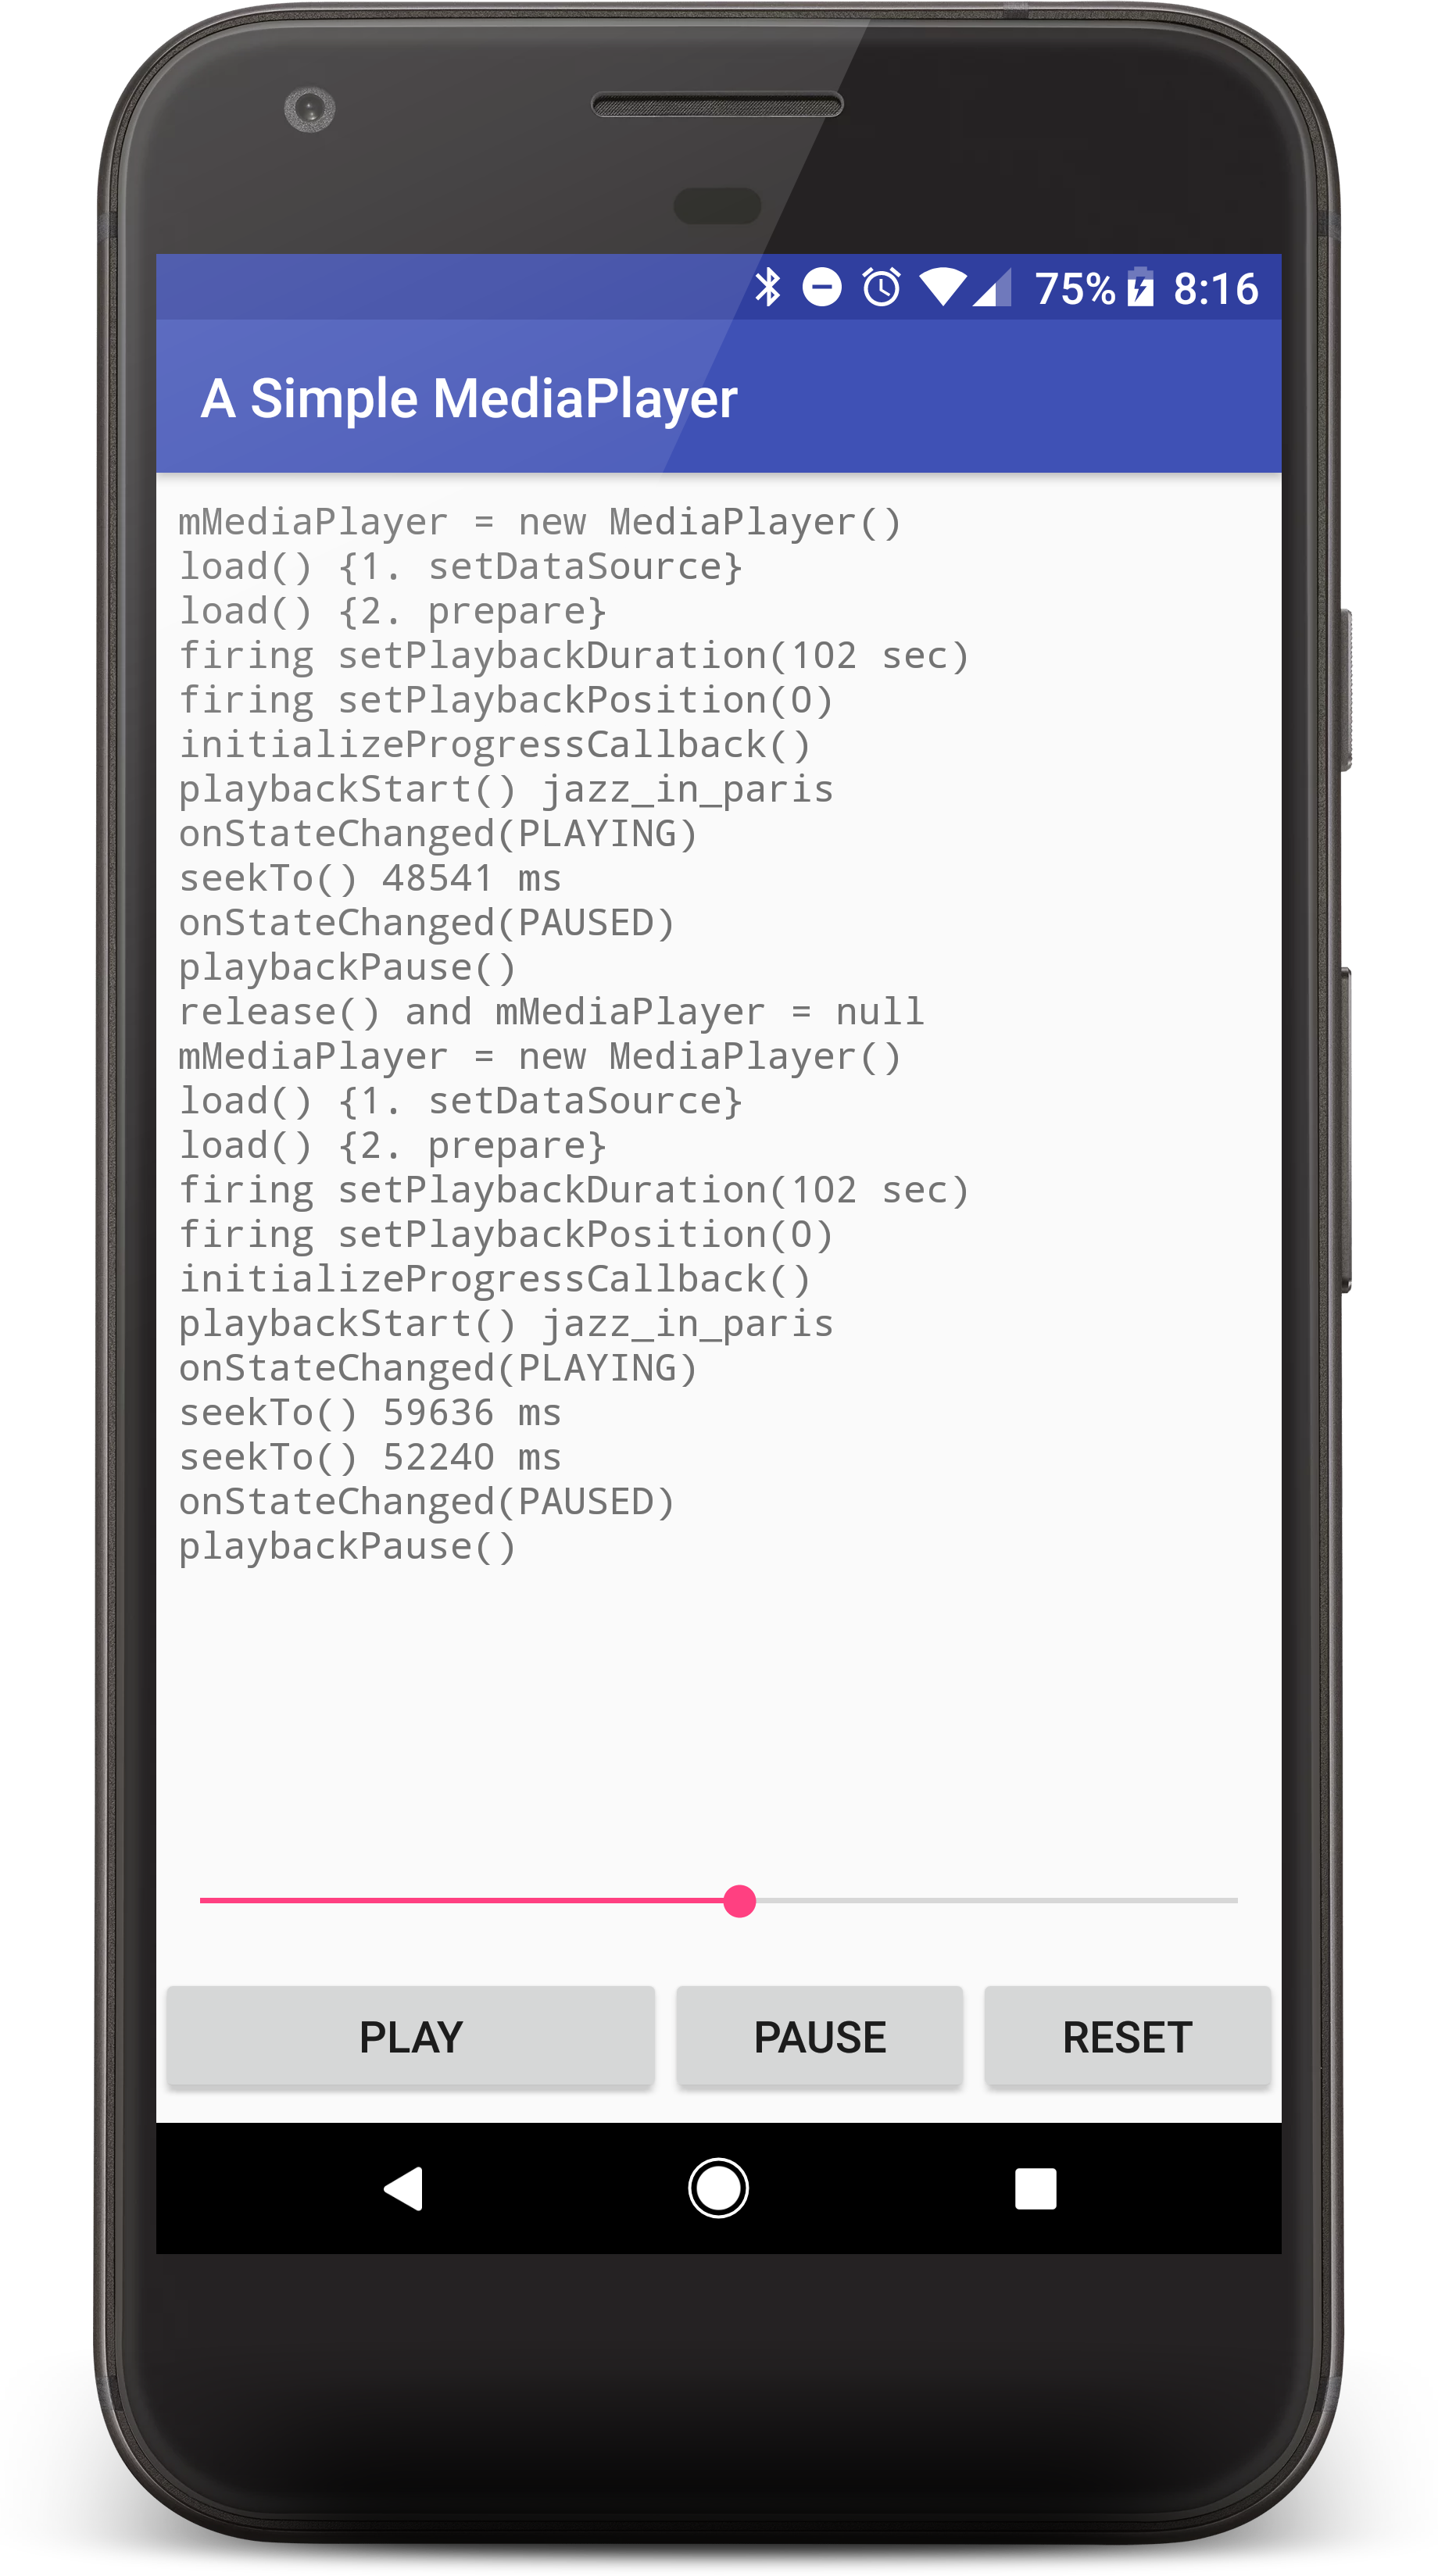 75% 8:16
A Simple MediaPlayer
mMediaPlayer = new MediaPlayer()
load() {1. setDataSource}
load() {2. prepare}
firing setPlaybackDuration(102 sec)
firing setPlaybackPosition(0)
initializeProgressCallback()
playbackStart() jazz_in_paris
onStateChanged(PLAYING)
seekTo() 48541 ms
onStateChanged(PAUSED)
playbackPause()
release() and mMediaPlayer = null
mMediaPlayer = new MediaPlayer()
load() {1. setDataSource}
load() {2. prepare}
firing setPlaybackDuration(102 sec)
firing setPlaybackPosition(0)
initializeProgressCallback()
playbackStart() jazz_in_paris
onStateChanged(PLAYING)
seekTo() 59636 ms
seekTo() 52240 ms
onStateChanged(PAUSED)
playbackPause()
PLAY PAUSE RESET